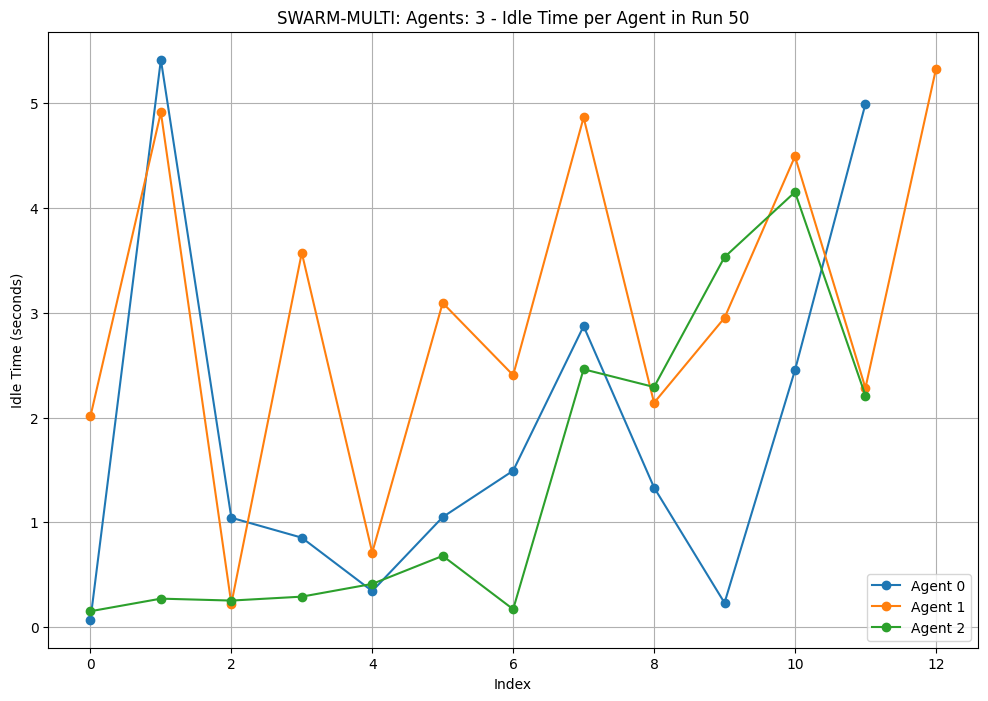 SWARM-MULTI: Agents: 3 - Idle Time per Agent in Run 50
Idle Time (seconds)
5
4
3
2
1
0
0 2 4 6 8 10 12
Index
Agent 0
Agent 1
Agent 2